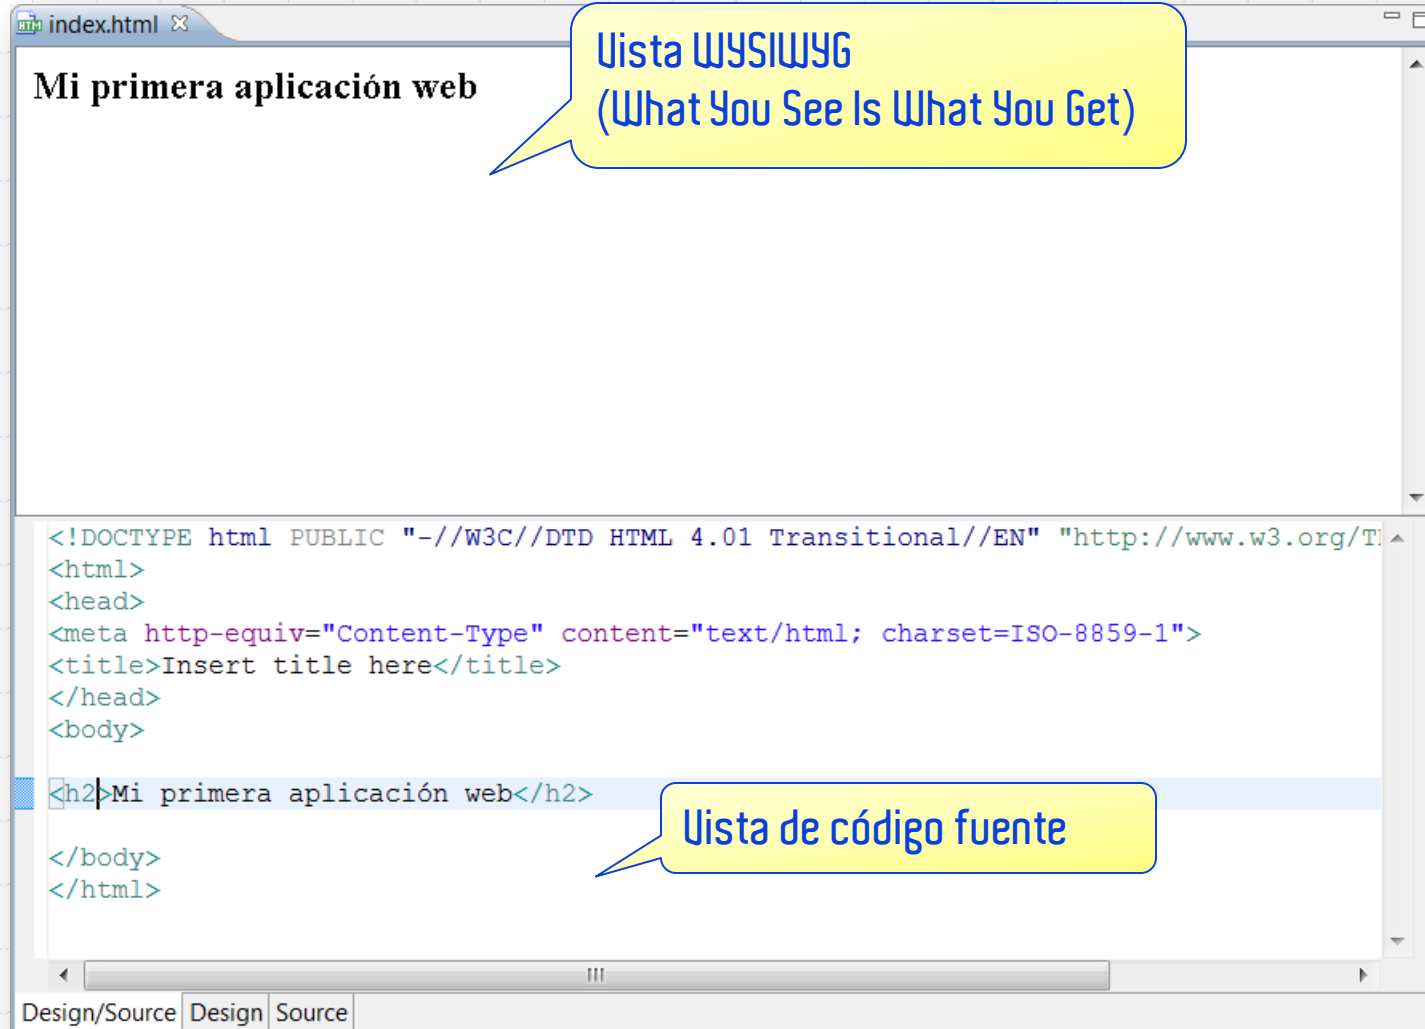 index.html
Vista WYSIWYG
(What You See Is What You Get)
Mi primera aplicación web
<!DOCTYPE html PUBLIC "-//W3C//DTD HTML 4.01 Transitional//EN" "http://www.w3.org/T
<html>
<head>
<meta http-equiv="Content-Type" content="text/html; charset=ISO-8859-1">
<title>Insert title here</title>
</head>
<body>
<h2>Mi primera aplicación web</h2>
Vista de código fuente
</body>
</html>
Design/Source Design Source